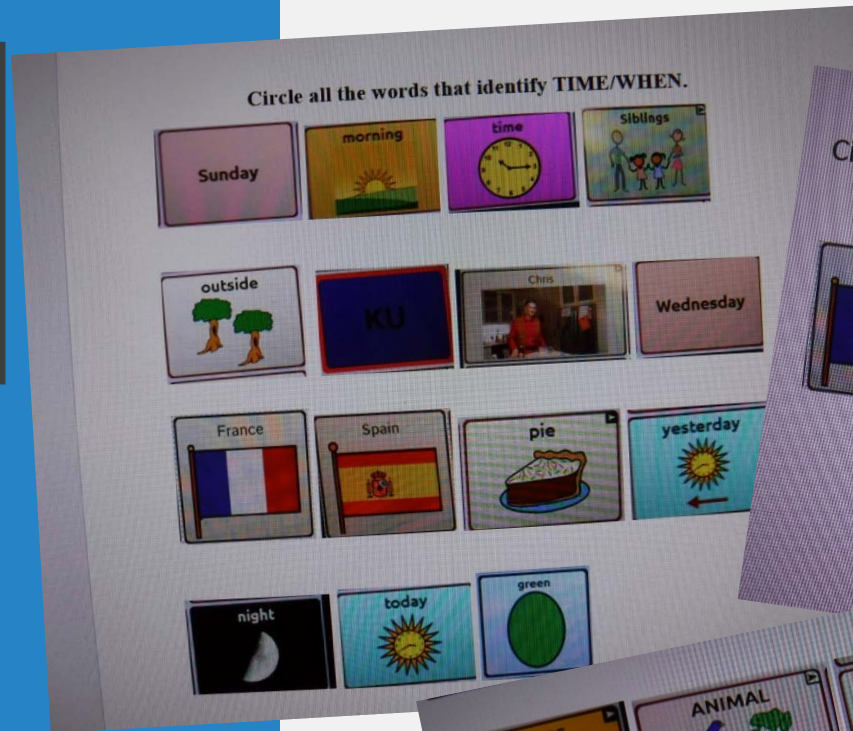 Circle all the words that identify TIME/WHEN.
Sunday
morning
time
Siblings
outside
KU
Chris
Wednesday
France
Spain
pie
yesterday
night
today
green
ANIMAL